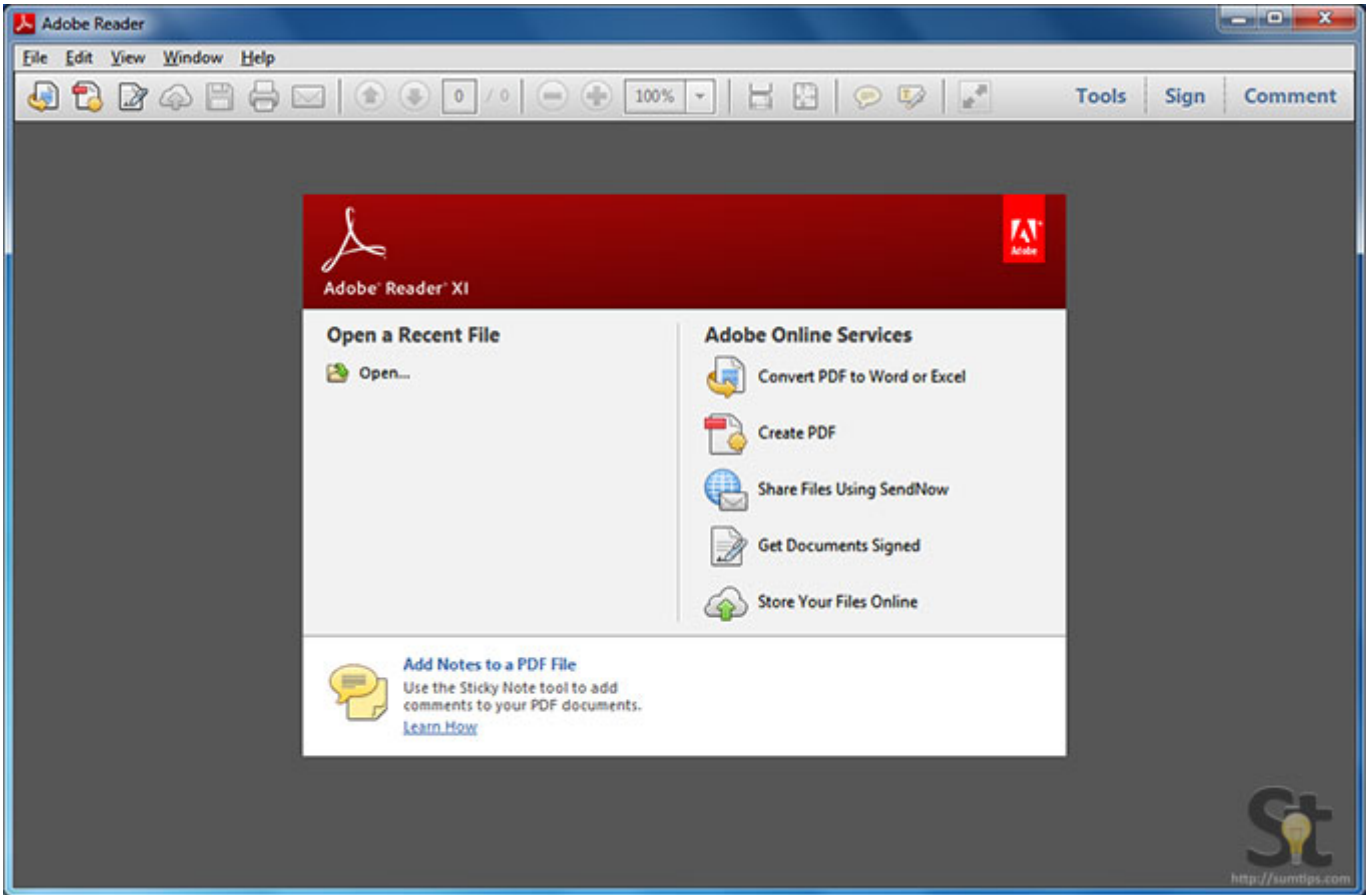 Adobe Reader
File Edit View Window Help
0 / 0 100% Tools Sign Comment
Adobe
Adobe® Reader® XI
Open a Recent File
Open...
Adobe Online Services
Convert PDF to Word or Excel
Create PDF
Share Files Using SendNow
Get Documents Signed
Store Your Files Online
Add Notes to a PDF File
Use the Sticky Note tool to add
comments to your PDF documents.
Learn How
St
http://sumtips.com